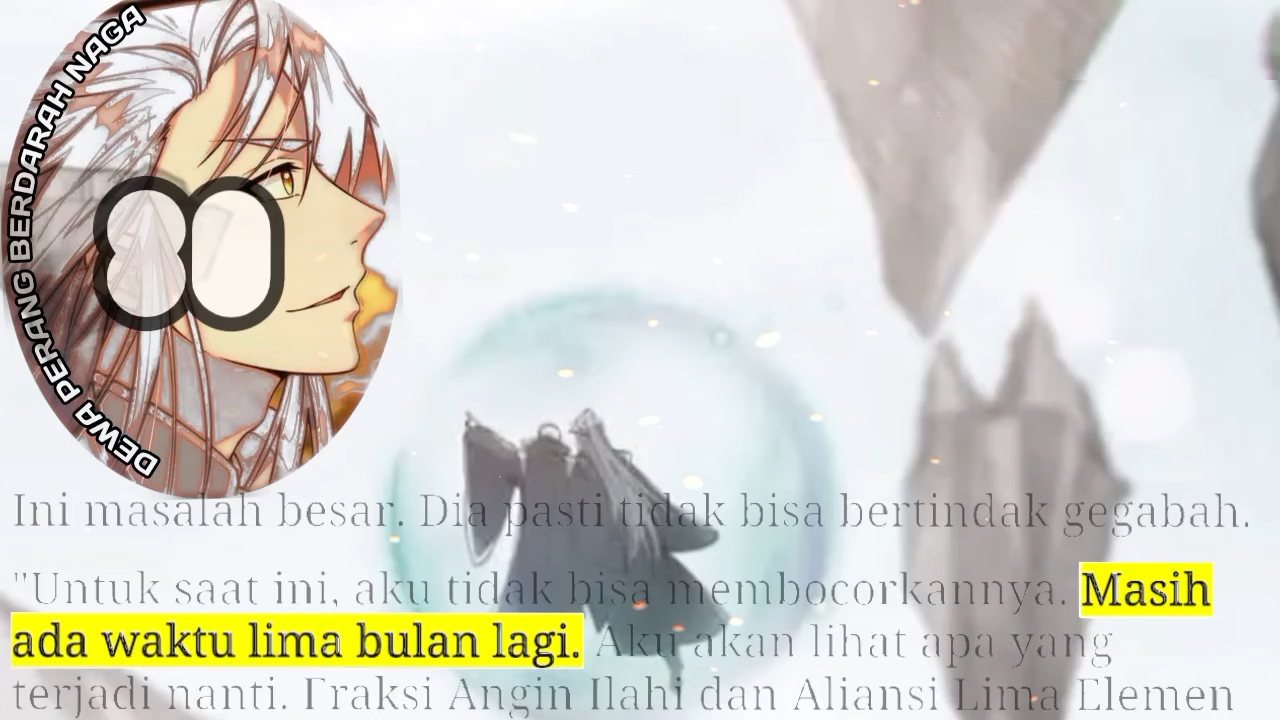 DEWA PERANG BERDARAH NAGA
80
Ini masalah besar. Dia pasti tidak bisa bertindak gegabah.
"Untuk saat ini, aku tidak bisa membocorkannya. Masih
ada waktu lima bulan lagi. Aku akan lihat apa yang
terjadi nanti. Fraksi Angin Ilahi dan Aliansi Lima Elemen